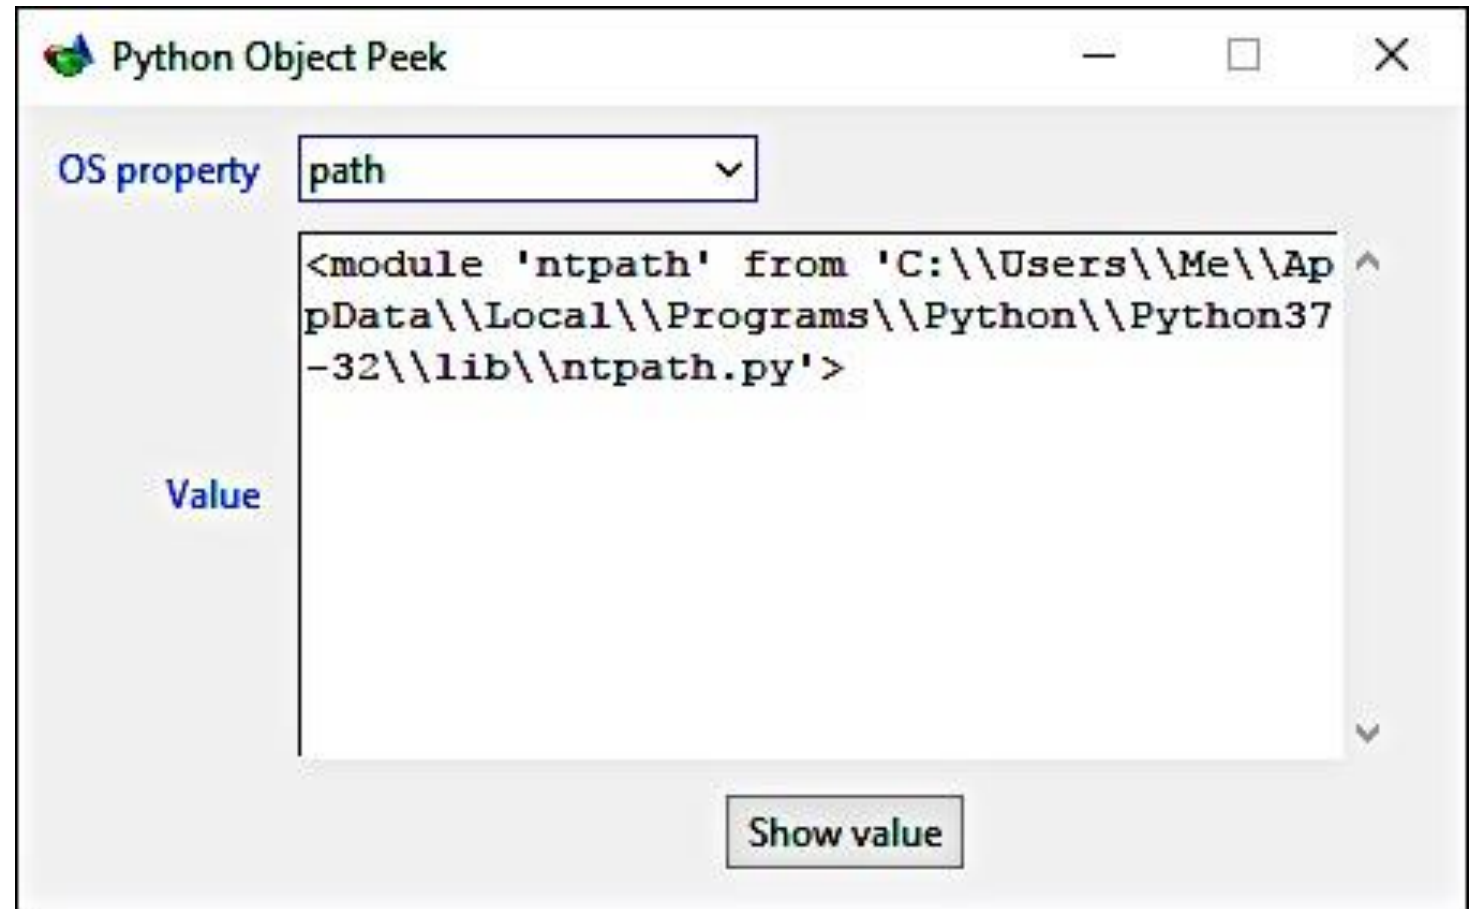 Python Object Peek
OS property
path
<module 'ntpath' from 'C:\\Users\\Me\\Ap
pData\\Local\\Programs\\Python\\Python37
-32\\lib\\ntpath.py'>
Value
Show value